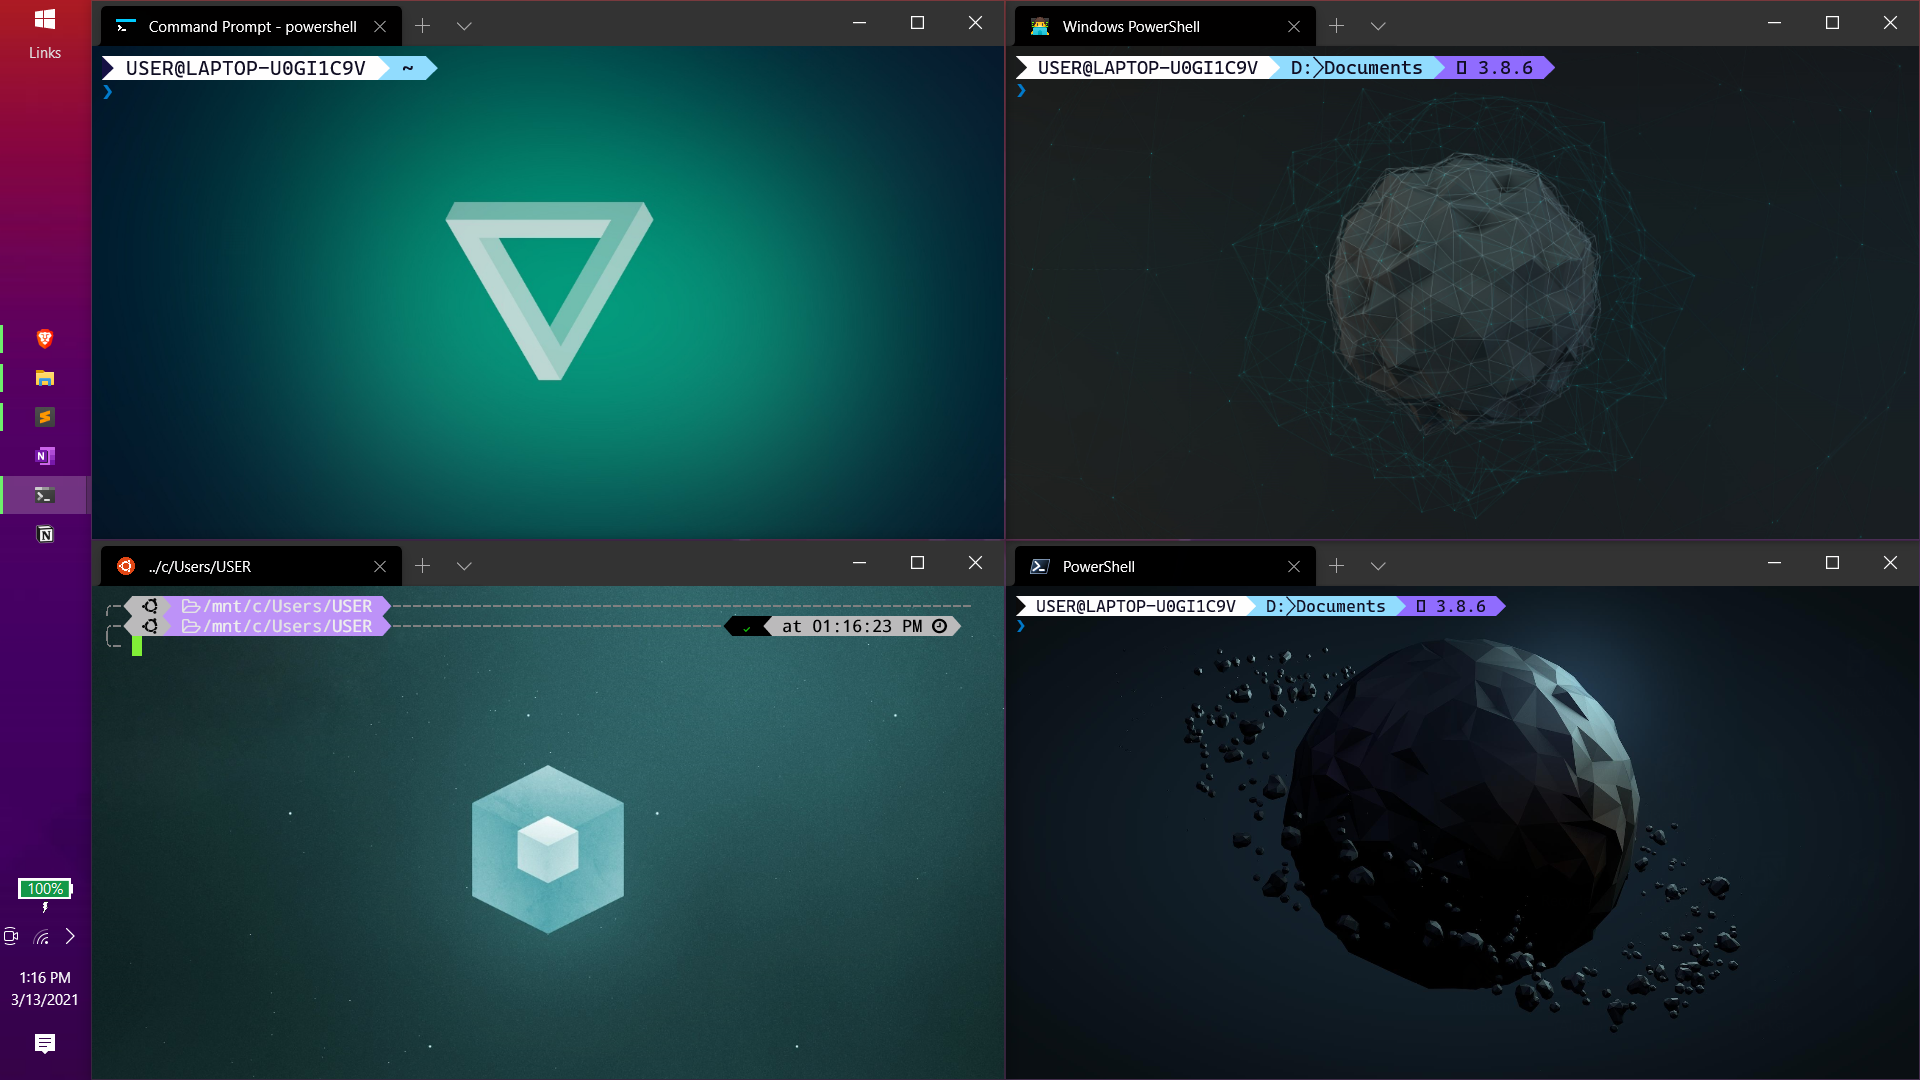 Links
100%
1:16 PM
3/13/2021
Command Prompt - powershell
USER@LAPTOP-U0GI1C9V ~
❯
Windows PowerShell
USER@LAPTOP-U0GI1C9V D: Documents 3.8.6
❯
../c/Users/USER
/mnt/c/Users/USER
/mnt/c/Users/USER ✓ at 01:16:23 PM
PowerShell
USER@LAPTOP-U0GI1C9V D: Documents 3.8.6
❯